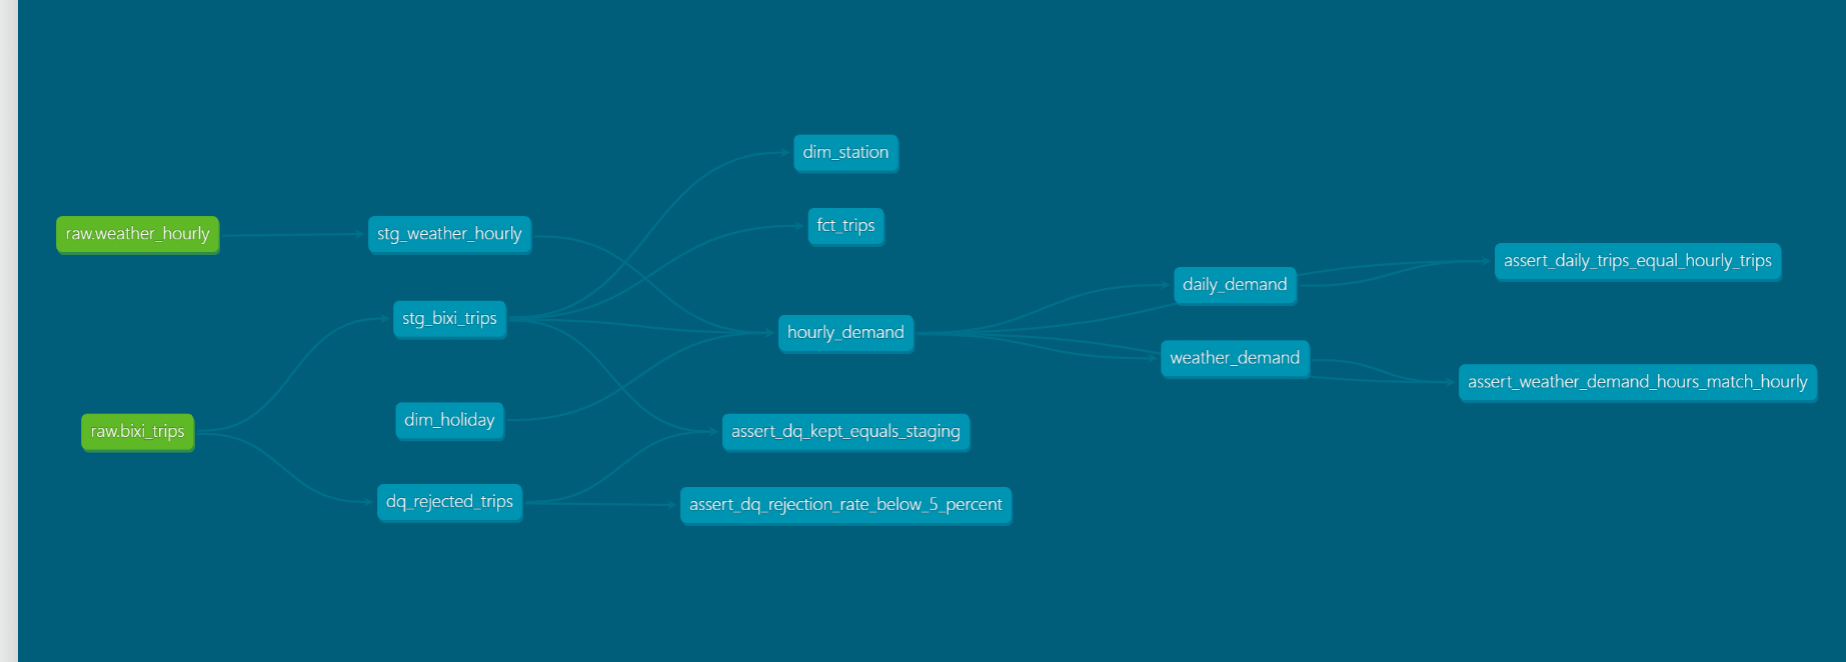 dim_station
fct_trips
raw.weather_hourly
stg_weather_hourly
assert_daily_trips_equal_hourly_trips
daily_demand
stg_bixi_trips
hourly_demand
weather_demand
assert_weather_demand_hours_match_hourly
dim_holiday
raw.bixi_trips
assert_dq_kept_equals_staging
dq_rejected_trips
assert_dq_rejection_rate_below_5_percent